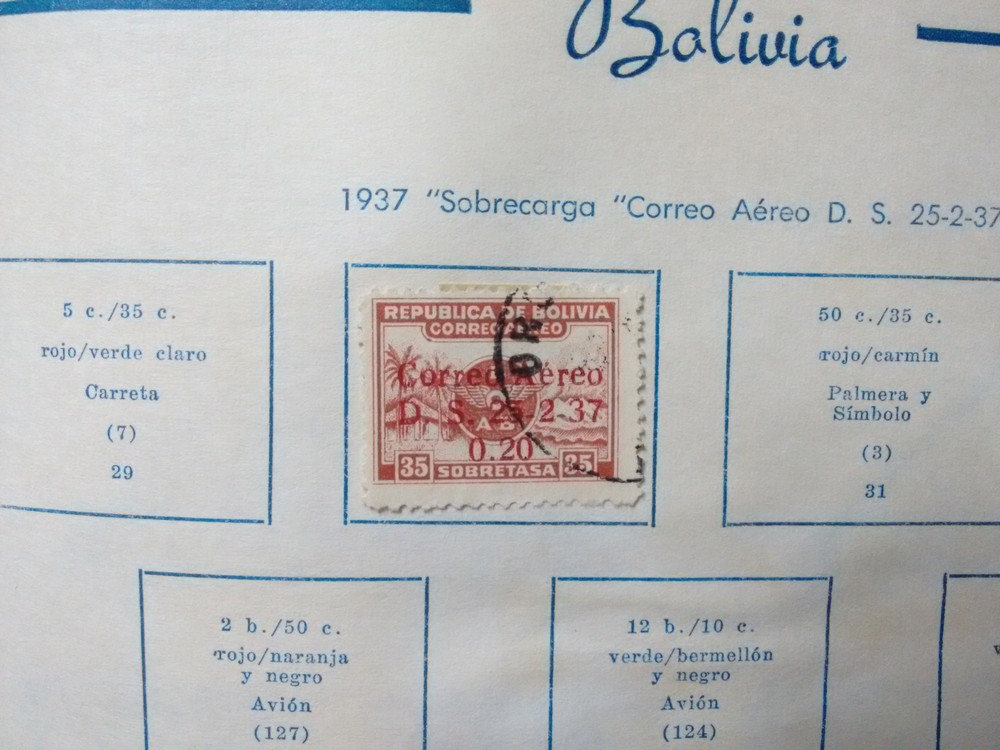 Bolivia
1937 "Sobrecarga "Correo Aéreo D. S. 25-2-37
5 c./35 c.
rojo/verde claro
Carreta
(7)
29
REPUBLICA DE BOLIVIA
CORREO AEREO
Correo Aéreo
D. S. 25-2-37
0.20
35 SOBRETASA 35
ORO
50 c./35 c.
rojo/carmín
Palmera y
Símbolo
(3)
31
2 b./50 c.
rojo/naranja
y negro
Avión
(127)
12 b./10 c.
verde/bermellón
y negro
Avión
(124)